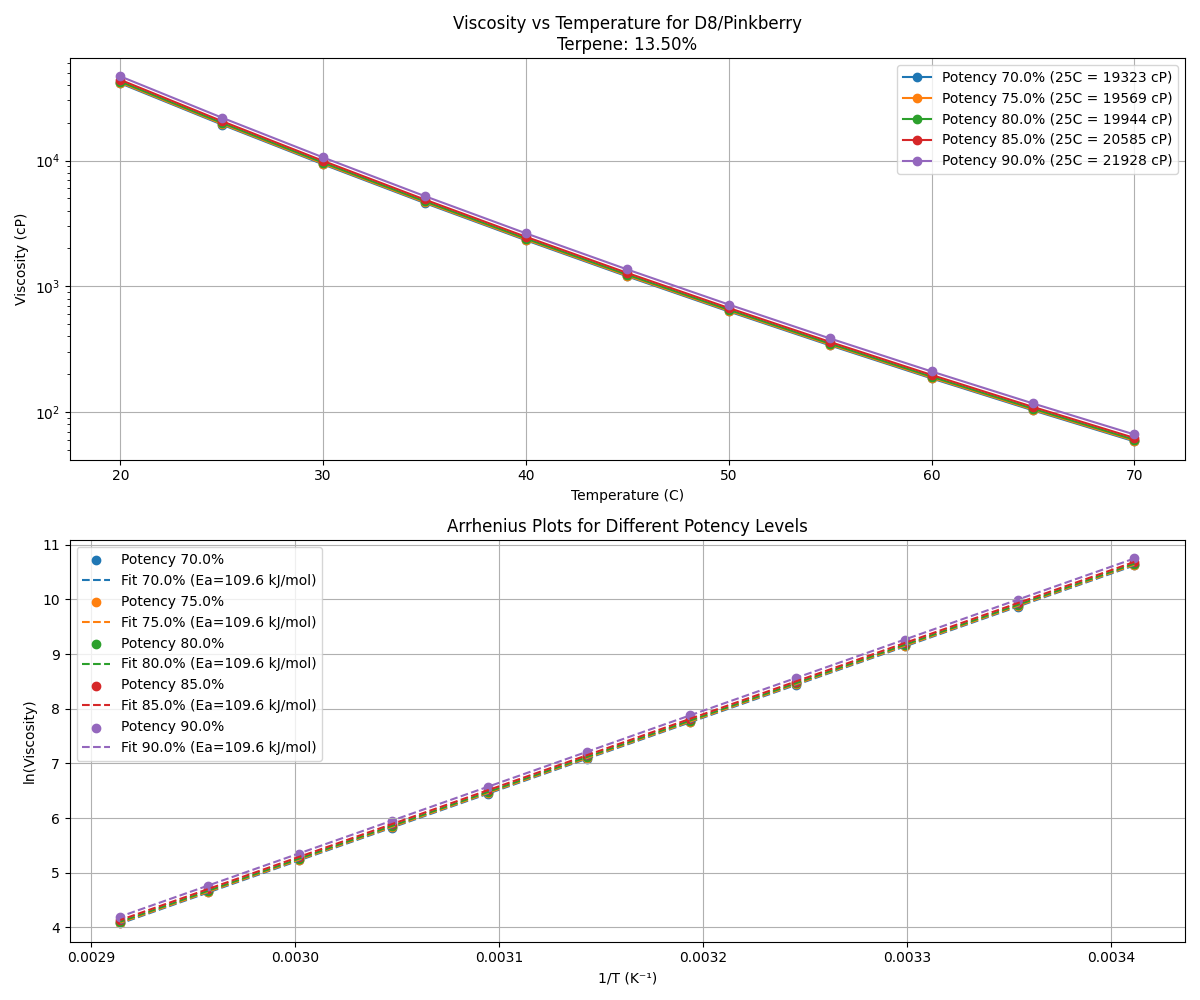 Viscosity vs Temperature for D8/Pinkberry
Terpene: 13.50%
Viscosity (cP)
10⁴
10³
10²
Potency 70.0% (25C = 19323 cP)
Potency 75.0% (25C = 19569 cP)
Potency 80.0% (25C = 19944 cP)
Potency 85.0% (25C = 20585 cP)
Potency 90.0% (25C = 21928 cP)
20 30 40 50 60 70
Temperature (C)
Arrhenius Plots for Different Potency Levels
ln(Viscosity)
11
10
9
8
7
6
5
4
Potency 70.0%
Fit 70.0% (Ea=109.6 kJ/mol)
Potency 75.0%
Fit 75.0% (Ea=109.6 kJ/mol)
Potency 80.0%
Fit 80.0% (Ea=109.6 kJ/mol)
Potency 85.0%
Fit 85.0% (Ea=109.6 kJ/mol)
Potency 90.0%
Fit 90.0% (Ea=109.6 kJ/mol)
0.0029 0.0030 0.0031 0.0032 0.0033 0.0034
1/T (K⁻¹)